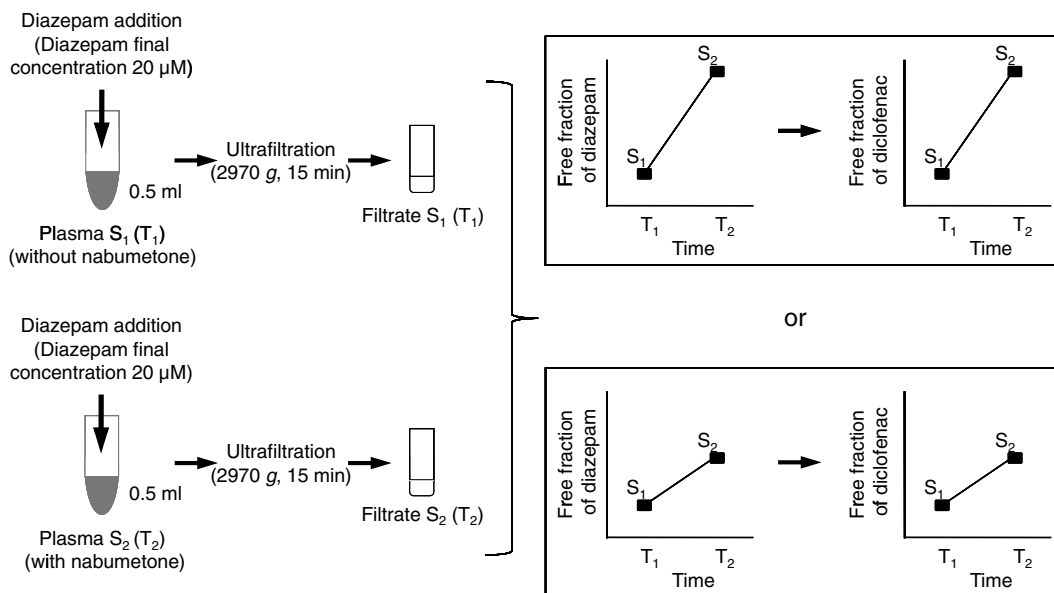 Diazepam addition
(Diazepam final
concentration 20 µM)
0.5 ml
Plasma S₁ (T₁)
(without nabumetone)
Ultrafiltration
(2970 g, 15 min)
Filtrate S₁ (T₁)
Diazepam addition
(Diazepam final
concentration 20 µM)
0.5 ml
Plasma S₂ (T₂)
(with nabumetone)
Ultrafiltration
(2970 g, 15 min)
Filtrate S₂ (T₂)
Free fraction
of diazepam
S₁
S₂
T₁ T₂
Time
Free fraction
of diclofenac
S₁
S₂
T₁ T₂
Time
or
Free fraction
of diazepam
S₁
S₂
T₁ T₂
Time
Free fraction
of diclofenac
S₁
S₂
T₁ T₂
Time